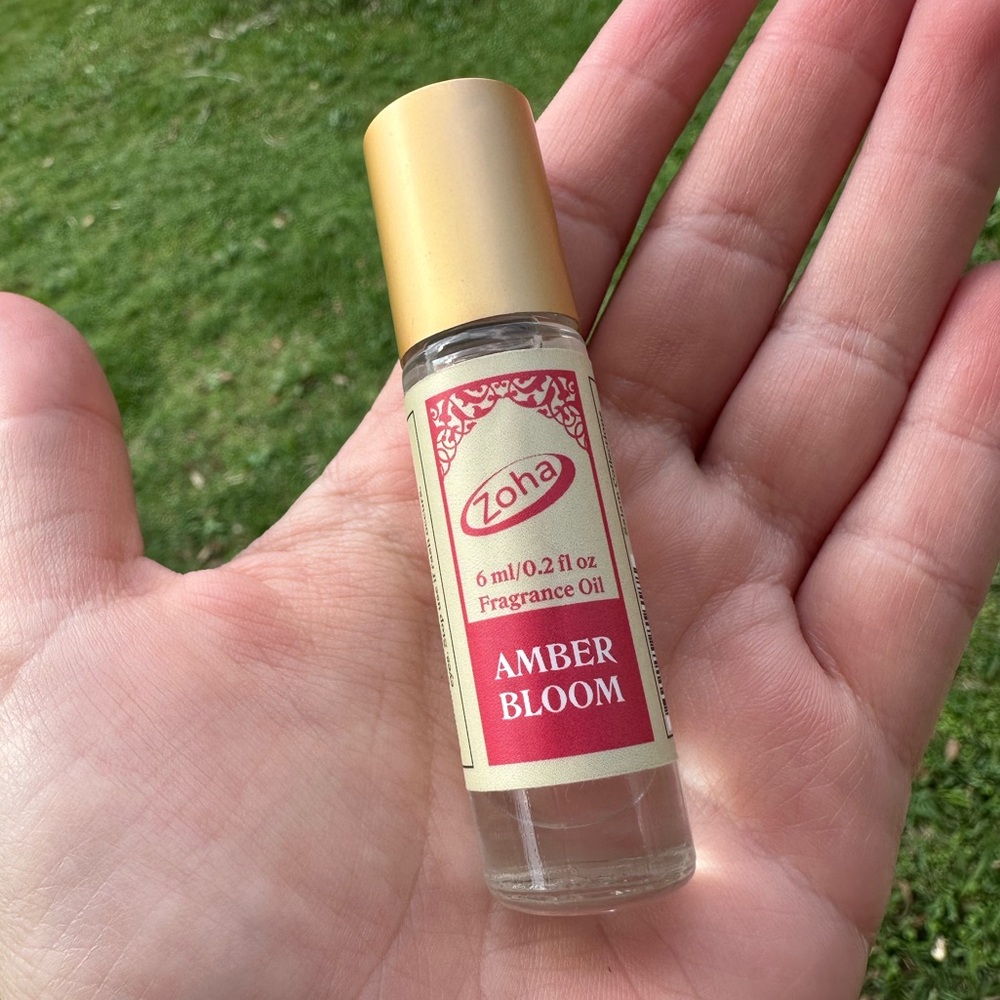 Zoha
6 ml/0.2 fl oz
Fragrance Oil
AMBER
BLOOM